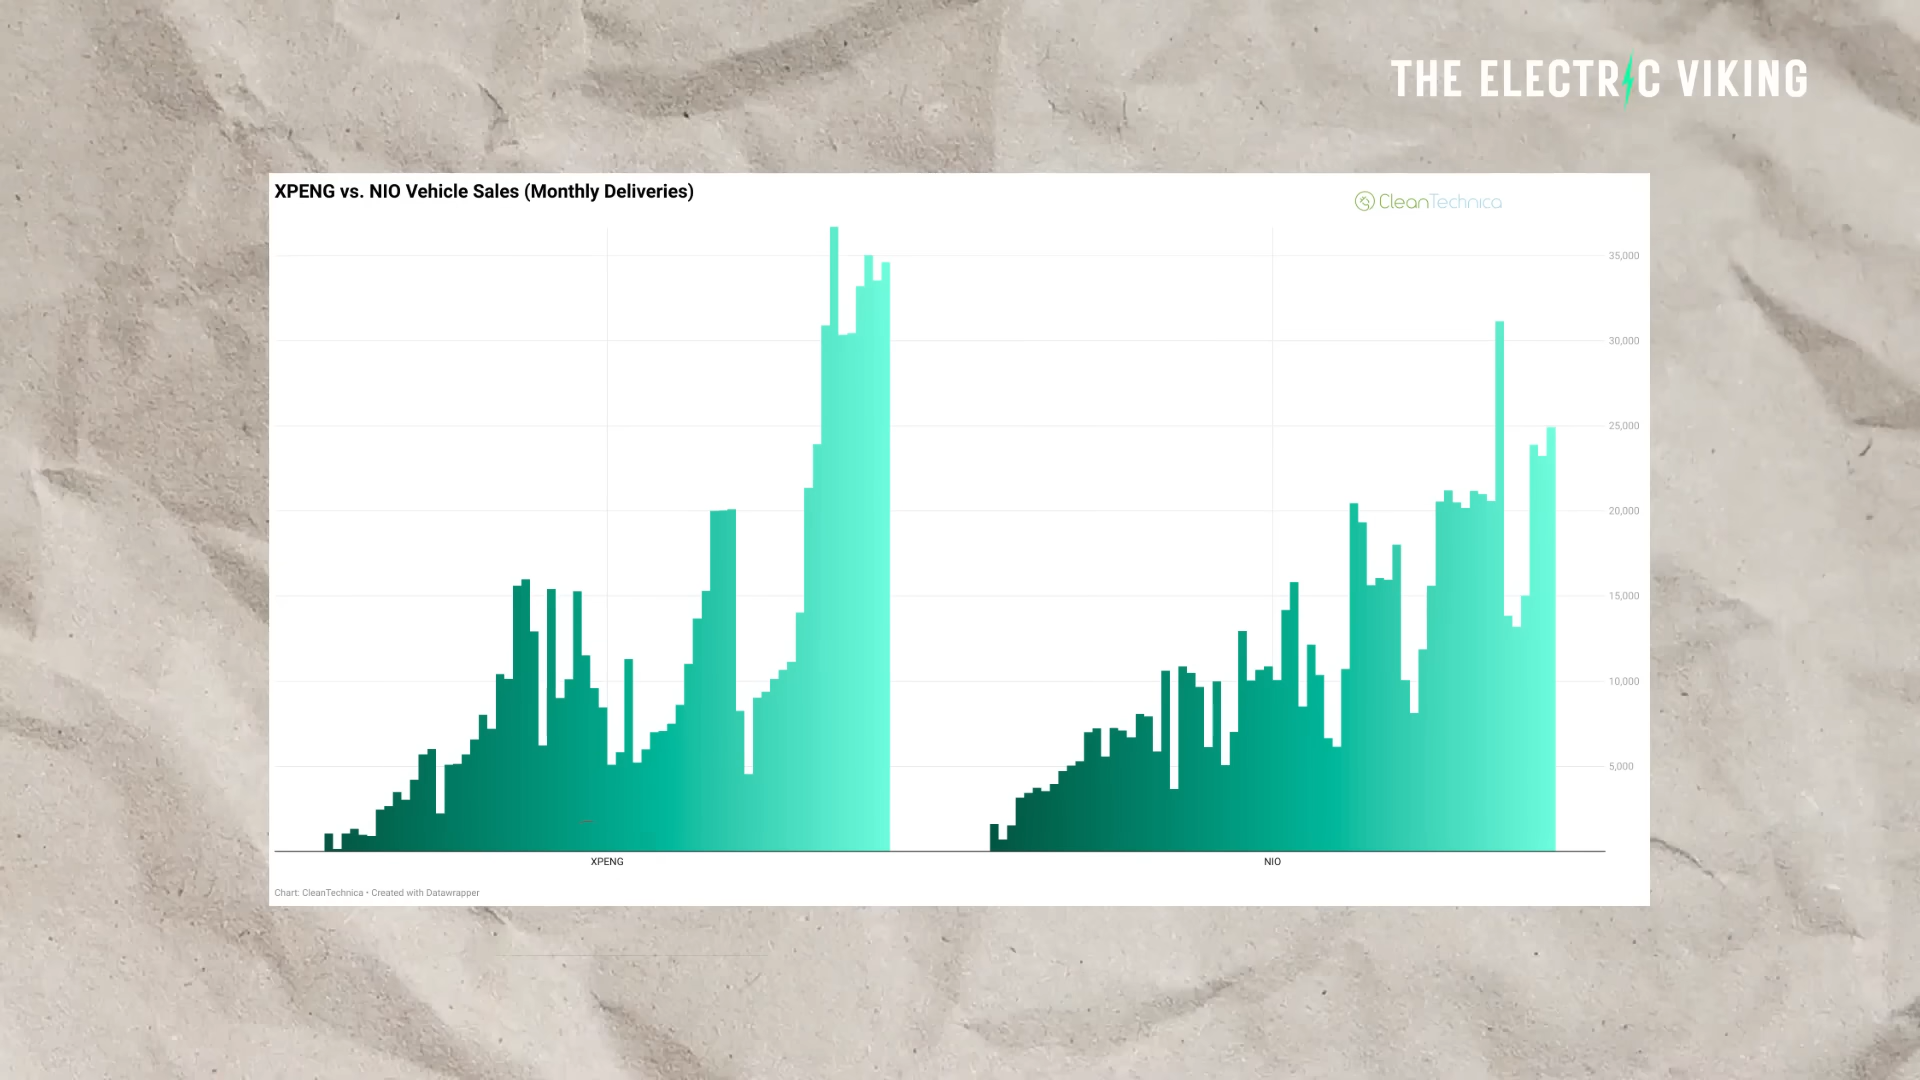 THE ELECTRIC VIKING
XPENG vs. NIO Vehicle Sales (Monthly Deliveries)
CleanTechnica
35,000
30,000
25,000
20,000
15,000
10,000
5,000
XPENG
NIO
Chart: CleanTechnica • Created with Datawrapper